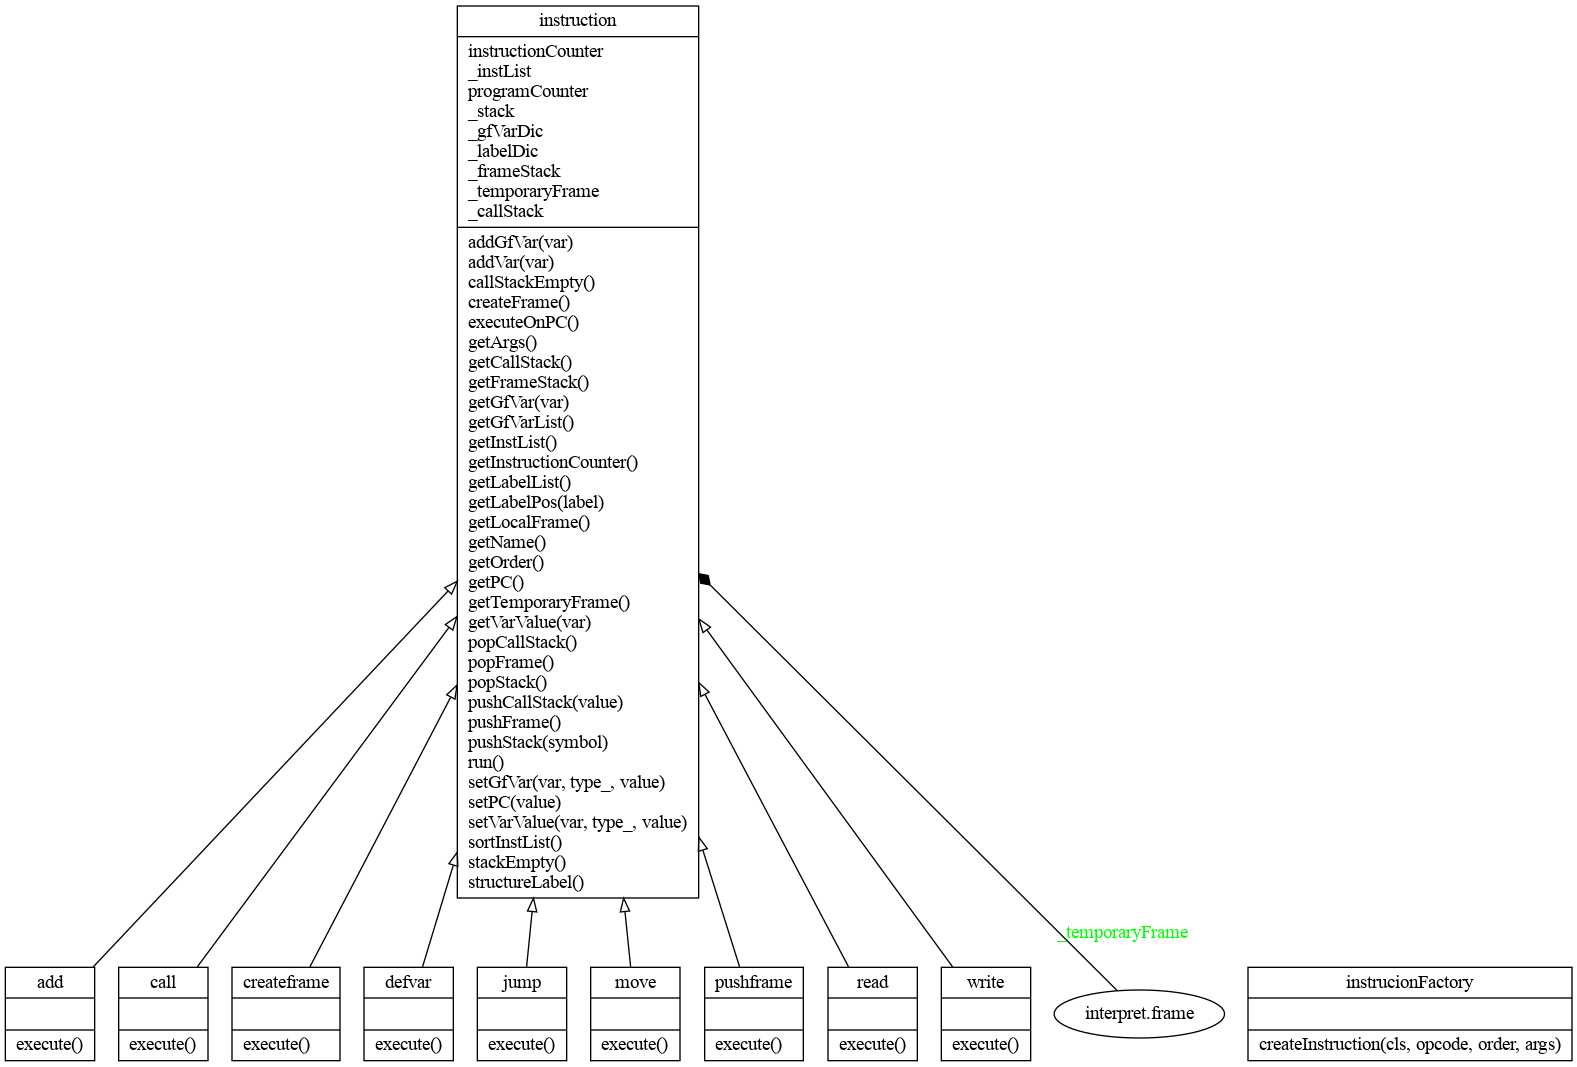 instruction
instructionCounter
_instList
programCounter
_stack
_gfVarDic
_labelDic
_frameStack
_temporaryFrame
_callStack
addGfVar(var)
addVar(var)
callStackEmpty()
createFrame()
executeOnPC()
getArgs()
getCallStack()
getFrameStack()
getGfVar(var)
getGfVarList()
getInstList()
getInstructionCounter()
getLabelList()
getLabelPos(label)
getLocalFrame()
getName()
getOrder()
getPC()
getTemporaryFrame()
getVarValue(var)
popCallStack()
popFrame()
popStack()
pushCallStack(value)
pushFrame()
pushStack(symbol)
run()
setGfVar(var, type_, value)
setPC(value)
setVarValue(var, type_, value)
sortInstList()
stackEmpty()
structureLabel()
_temporaryFrame
add
execute()
call
execute()
createframe
execute()
defvar
execute()
jump
execute()
move
execute()
pushframe
execute()
read
execute()
write
execute()
interpret.frame
instrucionFactory
createInstruction(cls, opcode, order, args)